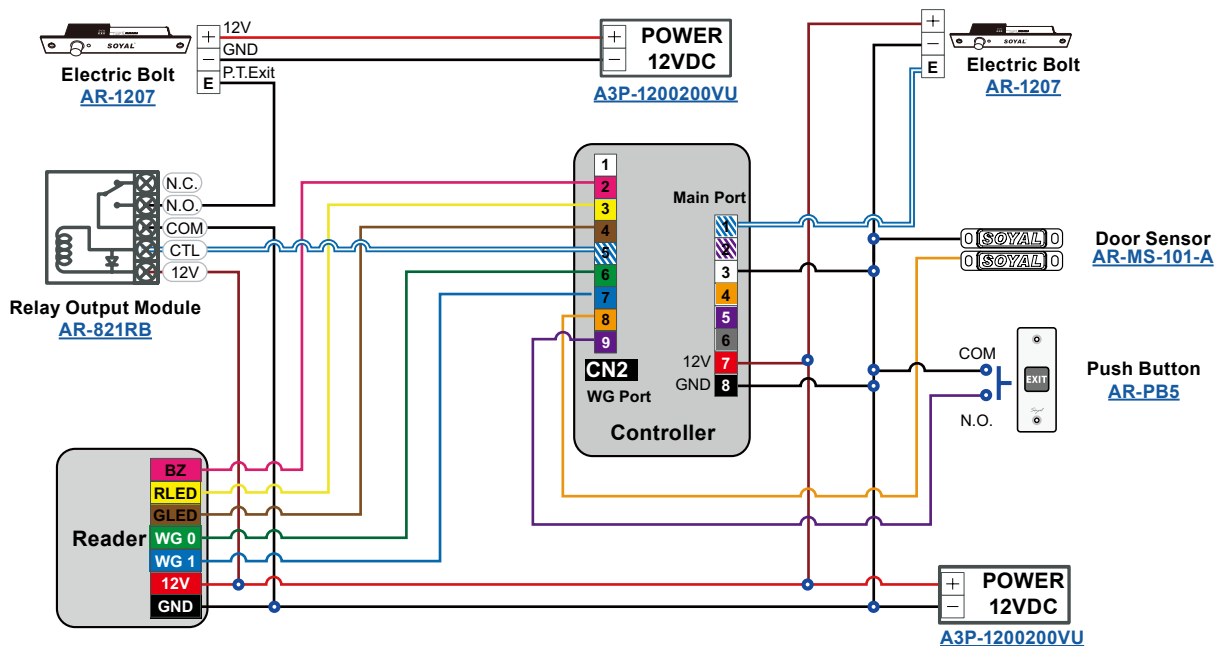 SOYAL
Electric Bolt
AR-1207
+
−
E
12V
GND
P.T.Exit
+
−
POWER
12VDC
A3P-1200200VU
+
−
E
SOYAL
Electric Bolt
AR-1207
N.C.
N.O.
COM
CTL
12V
Relay Output Module
AR-821RB
1
2
3
4
5
6
7
8
9
CN2
WG Port
Main Port
1
2
3
4
5
6
12V 7
GND 8
Controller
SOYAL
SOYAL
Door Sensor
AR-MS-101-A
COM
N.O.
EXIT
Push Button
AR-PB5
Reader
BZ
RLED
GLED
WG 0
WG 1
12V
GND
+
−
POWER
12VDC
A3P-1200200VU